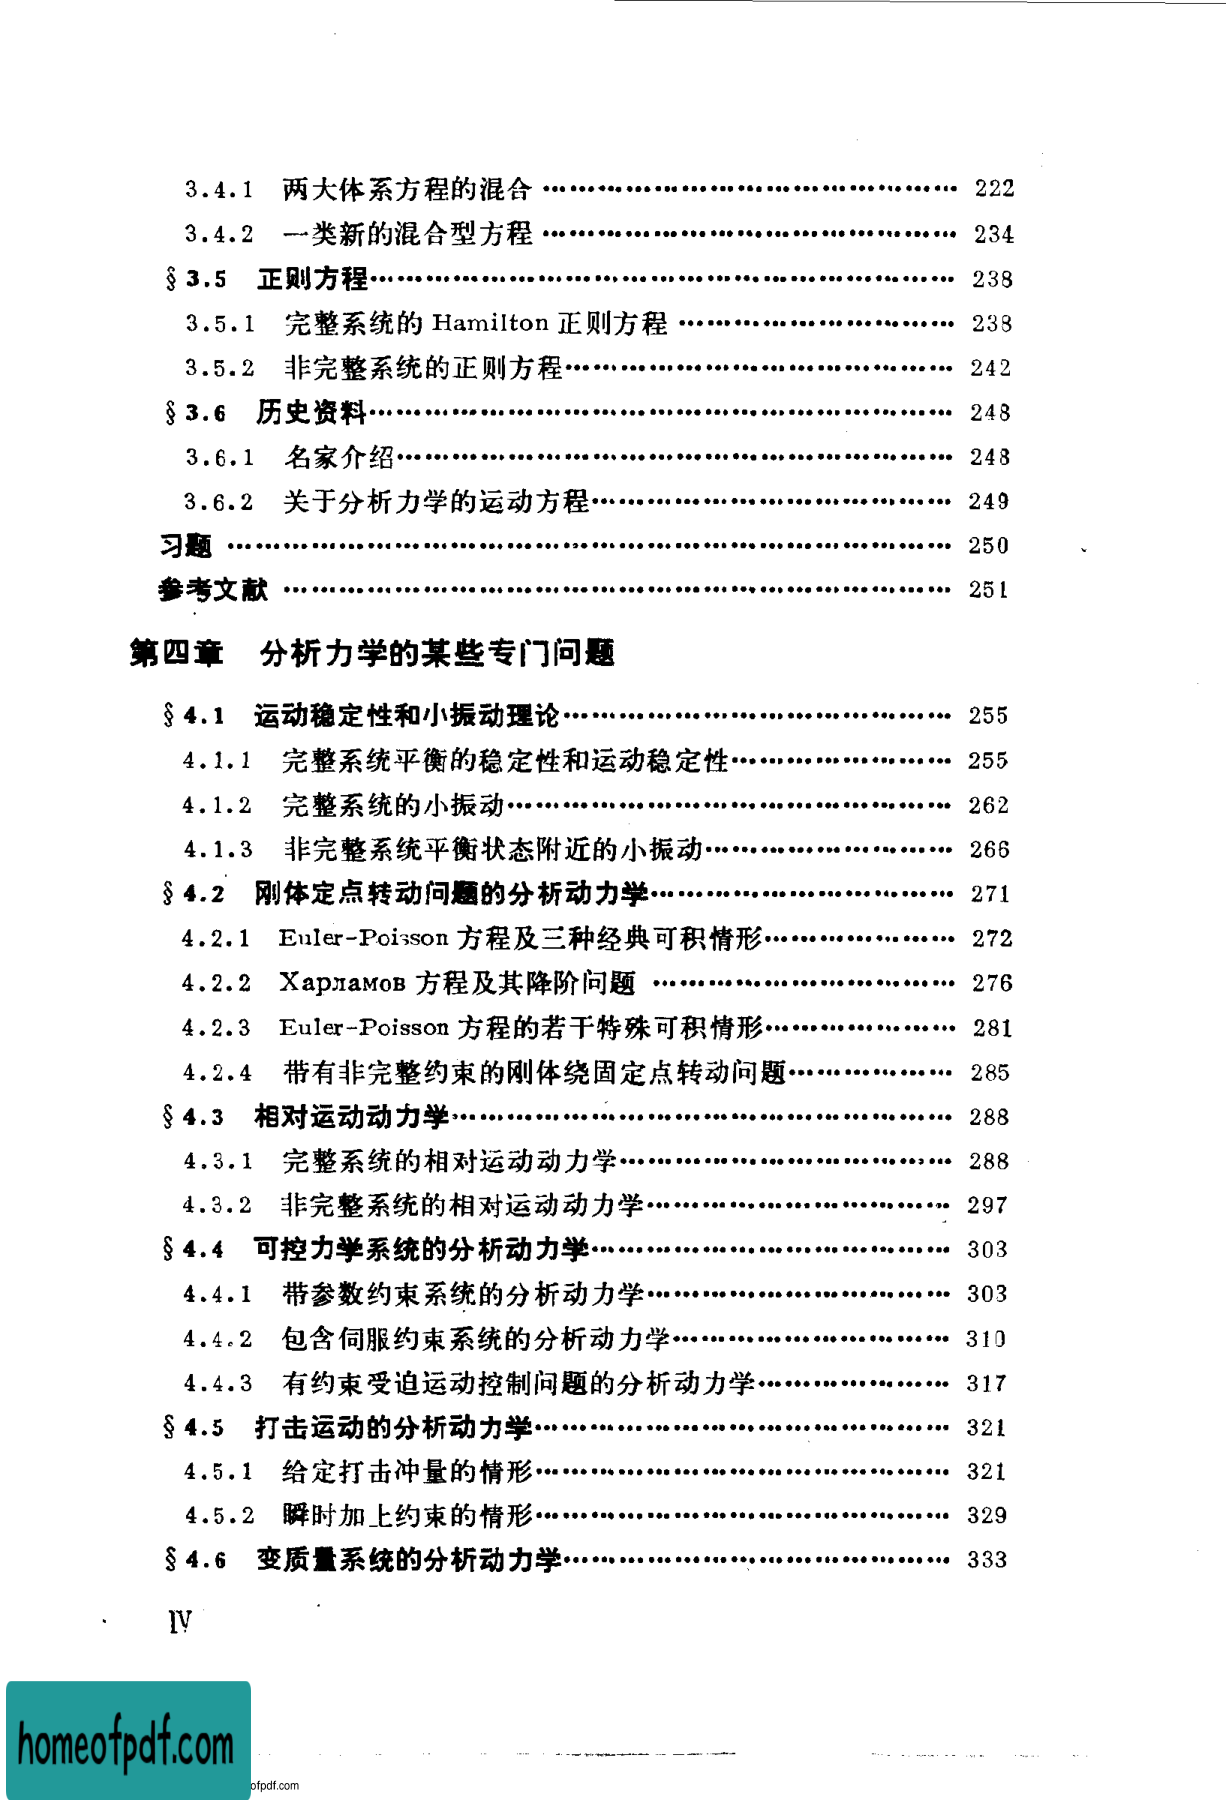 3.4.1 两大体系方程的混合 …………………………………… 222
3.4.2 一类新的混合型方程 …………………………………… 234
§ 3.5 正则方程…………………………………………………… 238
3.5.1 完整系统的 Hamilton 正则方程 ……………………… 238
3.5.2 非完整系统的正则方程………………………………… 242
§ 3.6 历史资料…………………………………………………… 248
3.6.1 名家介绍………………………………………………… 248
3.6.2 关于分析力学的运动方程……………………………… 249
习题 ………………………………………………………………… 250
参考文献 …………………………………………………………… 251
第四章 分析力学的某些专门问题
§ 4.1 运动稳定性和小振动理论………………………………… 255
4.1.1 完整系统平衡的稳定性和运动稳定性………………… 255
4.1.2 完整系统的小振动……………………………………… 262
4.1.3 非完整系统平衡状态附近的小振动…………………… 266
§ 4.2 刚体定点转动问题的分析动力学………………………… 271
4.2.1 Euler-Poisson 方程及三种经典可积情形……………… 272
4.2.2 Харламов 方程及其降阶问题 ………………………… 276
4.2.3 Euler-Poisson 方程的若干特殊可积情形……………… 281
4.2.4 带有非完整约束的刚体绕固定点转动问题…………… 285
§ 4.3 相对运动动力学…………………………………………… 288
4.3.1 完整系统的相对运动动力学…………………………… 288
4.3.2 非完整系统的相对运动动力学………………………… 297
§ 4.4 可控力学系统的分析动力学……………………………… 303
4.4.1 带参数约束系统的分析动力学………………………… 303
4.4.2 包含伺服约束系统的分析动力学……………………… 310
4.4.3 有约束受迫运动控制问题的分析动力学……………… 317
§ 4.5 打击运动的分析动力学…………………………………… 321
4.5.1 给定打击冲量的情形…………………………………… 321
4.5.2 瞬时加上约束的情形…………………………………… 329
§ 4.6 变质量系统的分析动力学………………………………… 333
IV
homeofpdf.com
ofpdf.com